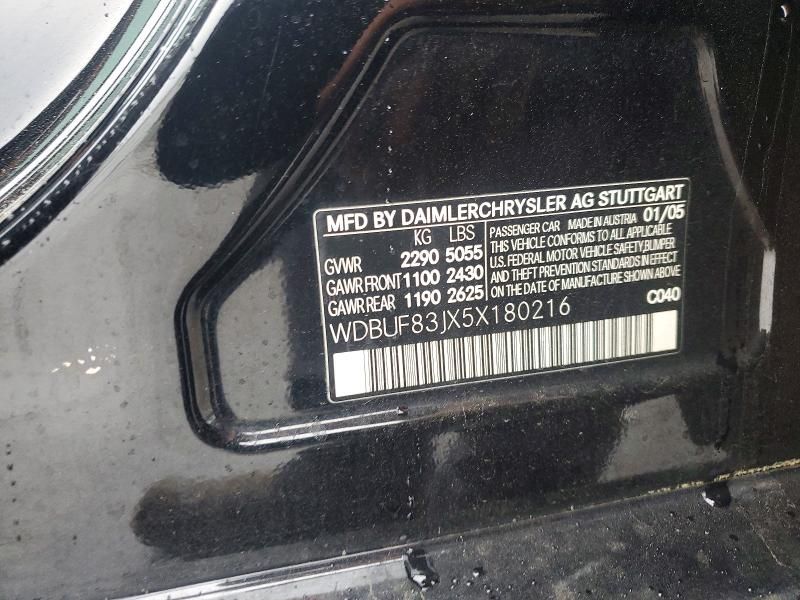 MFD BY DAIMLERCHRYSLER AG STUTTGART
KG LBS
GVWR 2290 5055
GAWR FRONT 1100 2430
GAWR REAR 1190 2625
PASSENGER CAR MADE IN AUSTRIA 01/05
THIS VEHICLE CONFORMS TO ALL APPLICABLE
U.S. FEDERAL MOTOR VEHICLE SAFETY, BUMPER
AND THEFT PREVENTION STANDARDS IN EFFECT
ON THE DATE OF MANUFACTURE SHOWN ABOVE
C040
WDBUF83JX5X180216